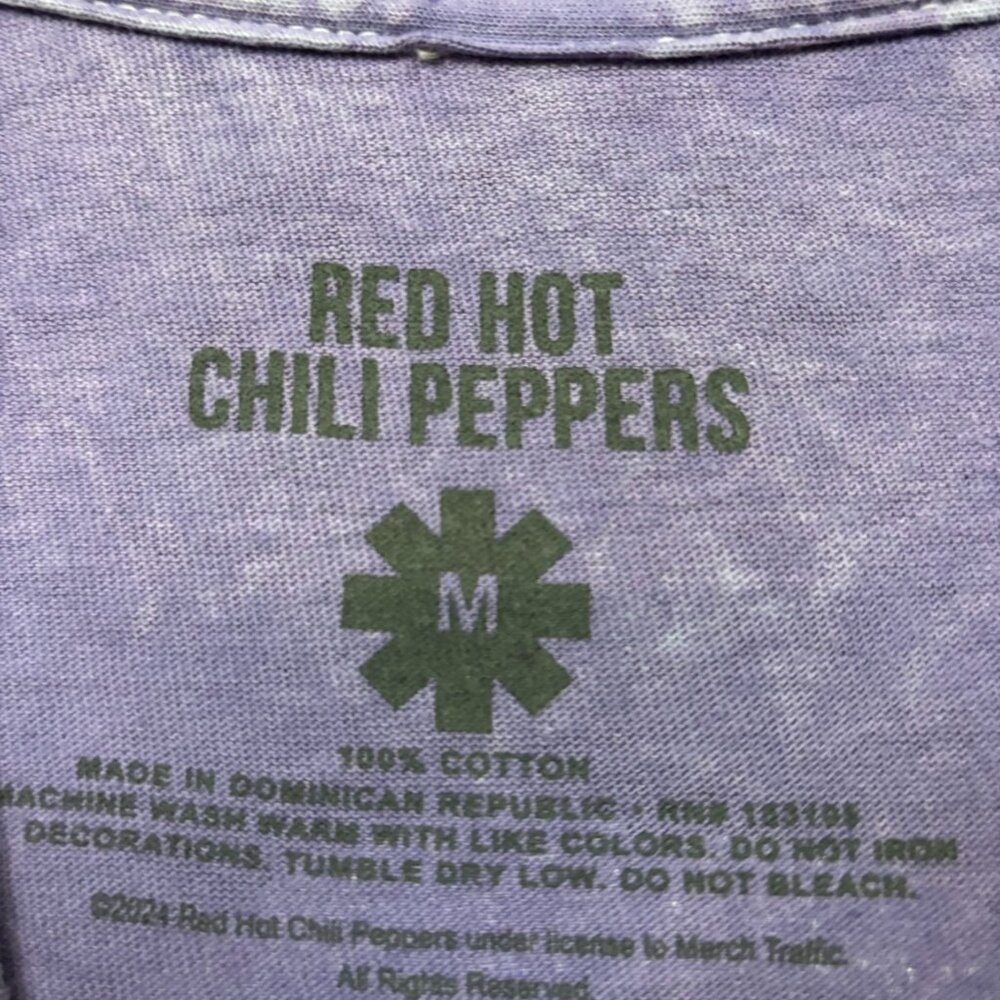 RED HOT
CHILI PEPPERS
M
100% COTTON
MADE IN DOMINICAN REPUBLIC • RN# 153105
MACHINE WASH WARM WITH LIKE COLORS. DO NOT IRON
DECORATIONS. TUMBLE DRY LOW. DO NOT BLEACH.
©2024 Red Hot Chili Peppers under license to Merch Traffic.
All Rights Reserved.